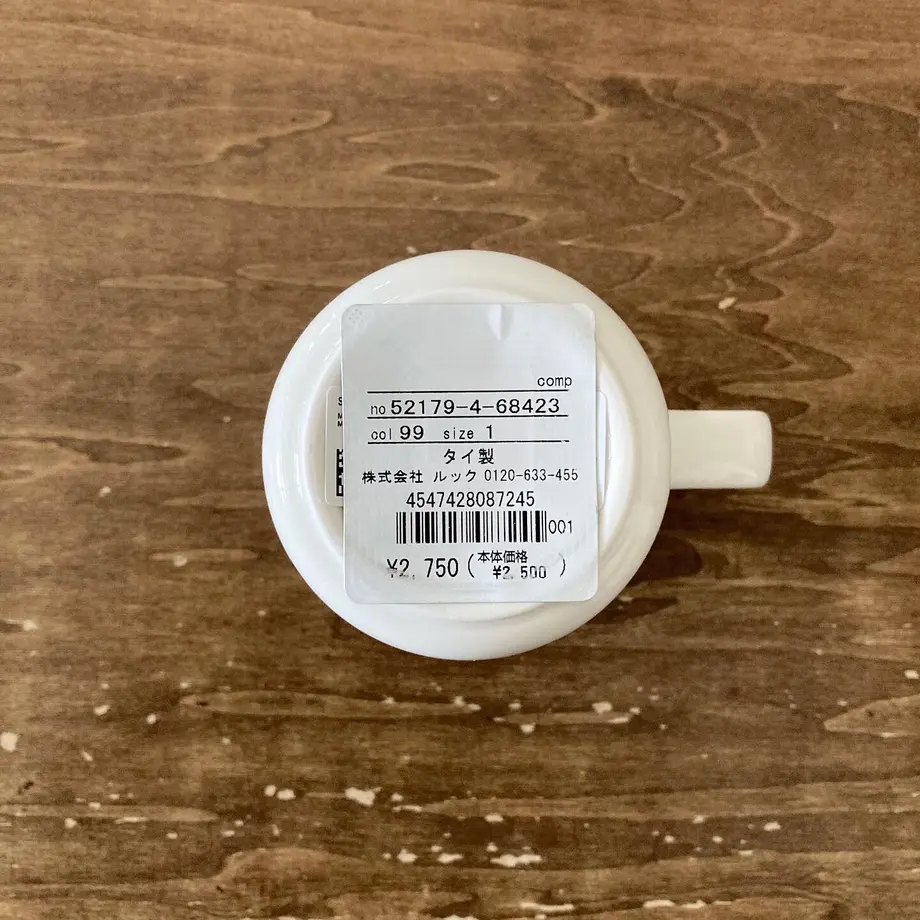 comp
no 52179-4-68423
col 99 size 1
タイ製
株式会社 ルック 0120-633-455
4547428087245
001
¥2,750 (本体価格 ¥2,500)